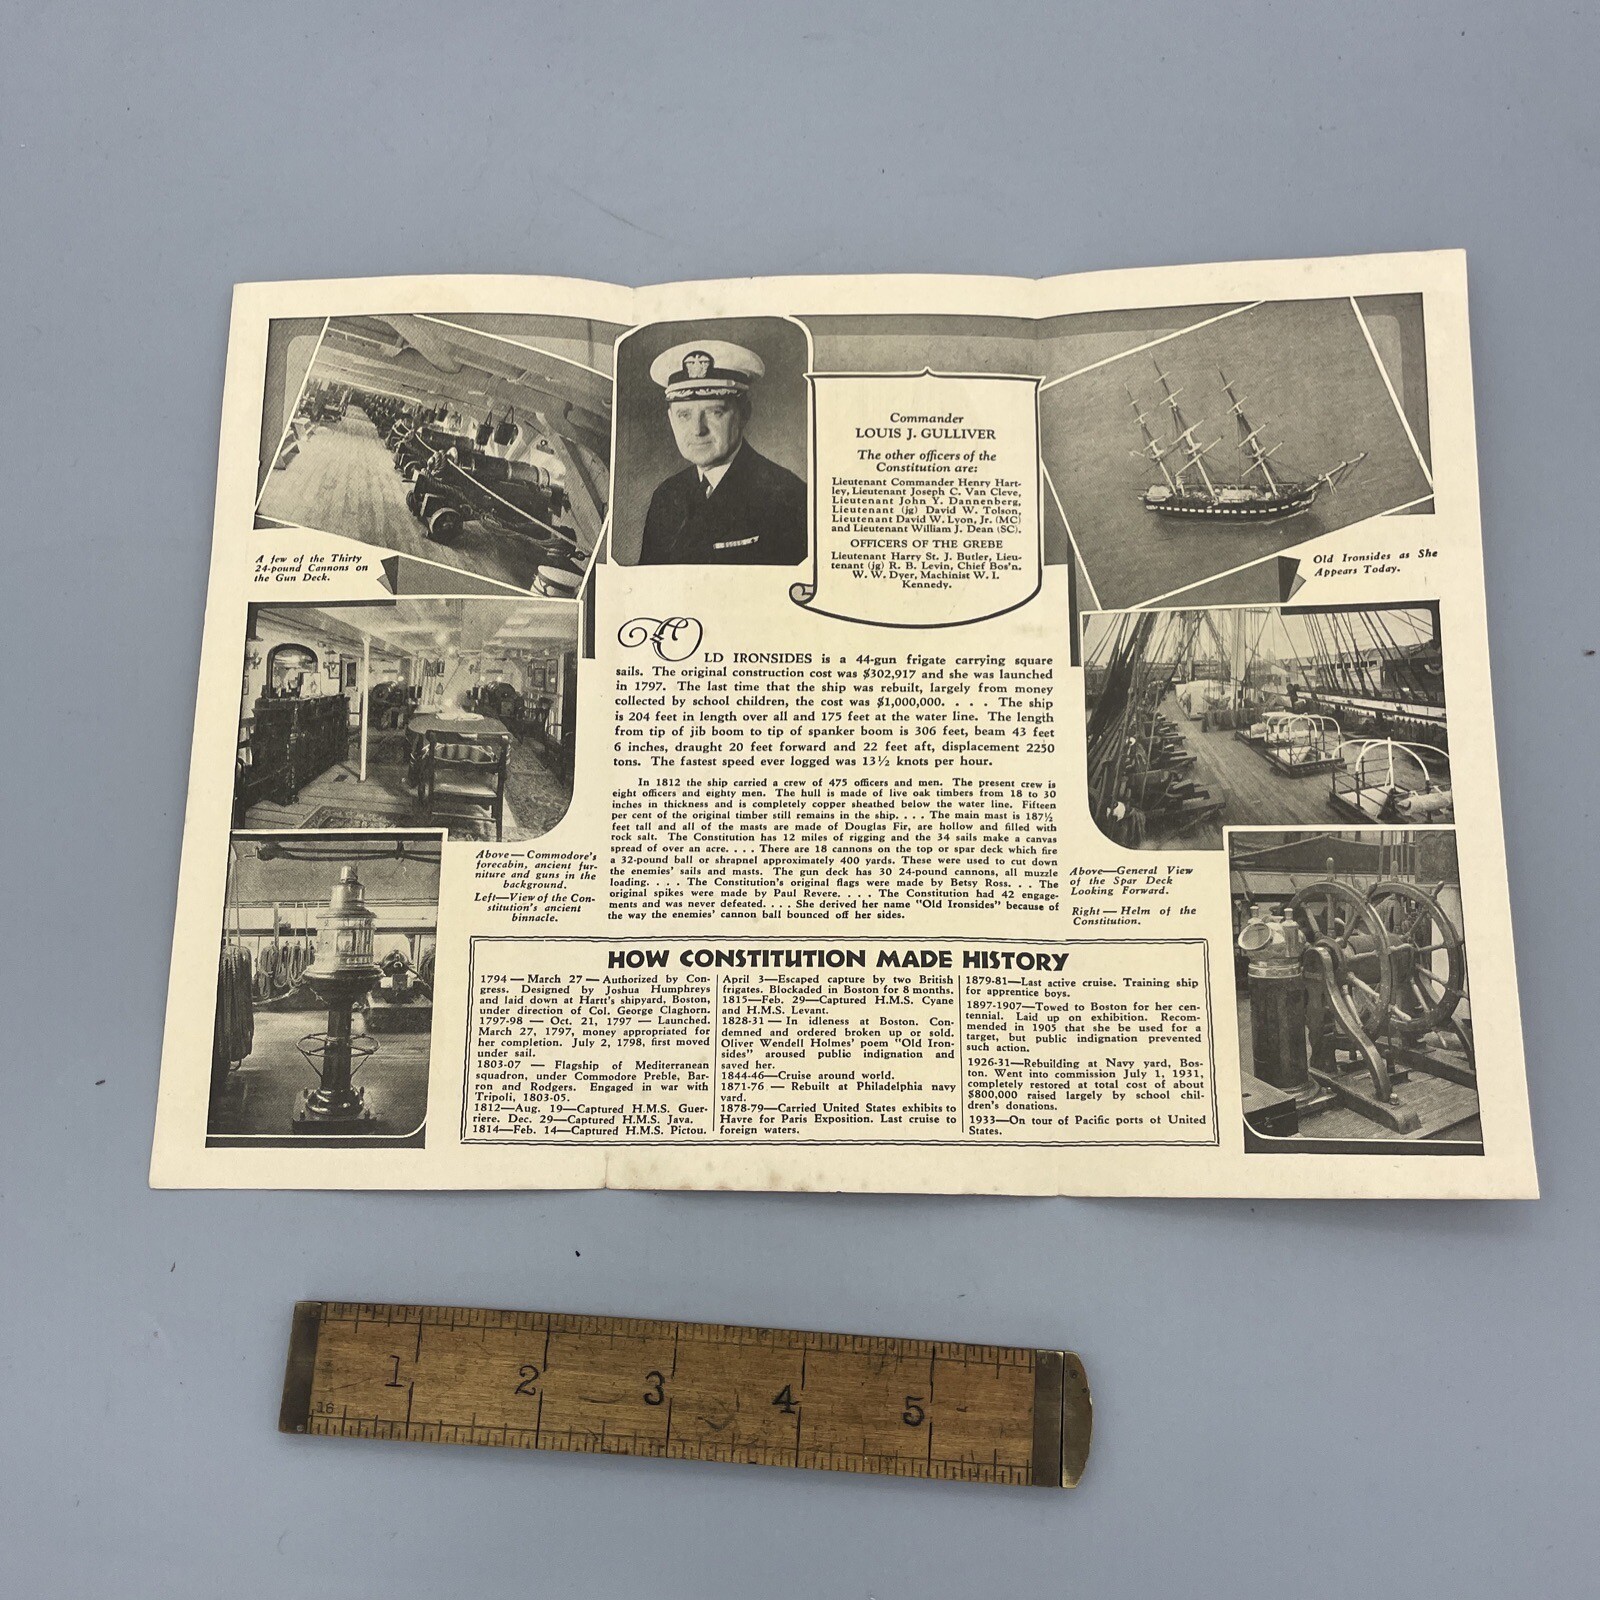 Commander
LOUIS J. GULLIVER
The other officers of the
Constitution are:
Lieutenant Commander Henry Hart-
ley, Lieutenant Joseph C. Van Cleve,
Lieutenant John Y. Dannenberg,
Lieutenant (jg) David W. Tolson,
Lieutenant David W. Lyon, Jr. (MC)
and Lieutenant William J. Dean (SC).
OFFICERS OF THE GREBE
Lieutenant Harry St. J. Butler, Lieu-
tenant (jg) R. B. Levin, Chief Bos'n.
W. W. Dyer, Machinist W. I.
Kennedy.
A few of the Thirty
24-pound Cannons on
the Gun Deck.
Old Ironsides as She
Appears Today.
OLD IRONSIDES is a 44-gun frigate carrying square
sails. The original construction cost was $302,917 and she was launched
in 1797. The last time that the ship was rebuilt, largely from money
collected by school children, the cost was $1,000,000. . . . The ship
is 204 feet in length over all and 175 feet at the water line. The length
from tip of jib boom to tip of spanker boom is 306 feet, beam 43 feet
6 inches, draught 20 feet forward and 22 feet aft, displacement 2250
tons. The fastest speed ever logged was 13½ knots per hour.
In 1812 the ship carried a crew of 475 officers and men. The present crew is
eight officers and eighty men. The hull is made of live oak timbers from 18 to 30
inches in thickness and is completely copper sheathed below the water line. Fifteen
per cent of the original timber still remains in the ship. . . . The main mast is 187½
feet tall and all of the masts are made of Douglas Fir, are hollow and filled with
rock salt. The Constitution has 12 miles of rigging and the 34 sails make a canvas
spread of over an acre. . . . There are 18 cannons on the top or spar deck which fire
a 32-pound ball or shrapnel approximately 400 yards. These were used to cut down
the enemies' sails and masts. The gun deck has 30 24-pound cannons, all muzzle
loading. . . . The Constitution's original flags were made by Betsy Ross. . . The
original spikes were made by Paul Revere. . . . The Constitution had 42 engage-
ments and was never defeated. . . . She derived her name "Old Ironsides" because of
the way the enemies' cannon ball bounced off her sides.
Above—Commodore's
forecabin, ancient fur-
niture and guns in the
background.
Left—View of the Con-
stitution's ancient
binnacle.
Above—General View
of the Spar Deck
Looking Forward.
Right—Helm of the
Constitution.
HOW CONSTITUTION MADE HISTORY
1794—March 27—Authorized by Con-
gress. Designed by Joshua Humphreys
and laid down at Hartt's shipyard, Boston,
under direction of Col. George Claghorn.
1797-98—Oct. 21, 1797—Launched.
March 27, 1797, money appropriated for
her completion. July 2, 1798, first moved
under sail.
1803-07—Flagship of Mediterranean
squadron, under Commodore Preble, Bar-
ron and Rodgers. Engaged in war with
Tripoli, 1803-05.
1812—Aug. 19—Captured H.M.S. Guer-
riere. Dec. 29—Captured H.M.S. Java.
1814—Feb. 14—Captured H.M.S. Pictou.
April 3—Escaped capture by two British
frigates. Blockaded in Boston for 8 months.
1815—Feb. 29—Captured H.M.S. Cyane
and H.M.S. Levant.
1828-31—In idleness at Boston. Con-
demned and ordered broken up or sold.
Oliver Wendell Holmes' poem "Old Iron-
sides" aroused public indignation and
saved her.
1844-46—Cruise around world.
1871-76—Rebuilt at Philadelphia navy
yard.
1878-79—Carried United States exhibits to
Havre for Paris Exposition. Last cruise to
foreign waters.
1879-81—Last active cruise. Training ship
for apprentice boys.
1897-1907—Towed to Boston for her cen-
tennial. Laid up on exhibition. Recom-
mended in 1905 that she be used for a
target, but public indignation prevented
such action.
1926-31—Rebuilding at Navy yard, Bos-
ton. Went into commission July 1, 1931,
completely restored at total cost of about
$800,000 raised largely by school chil-
dren's donations.
1933—On tour of Pacific ports of United
States.
1 2 3 4 5
16